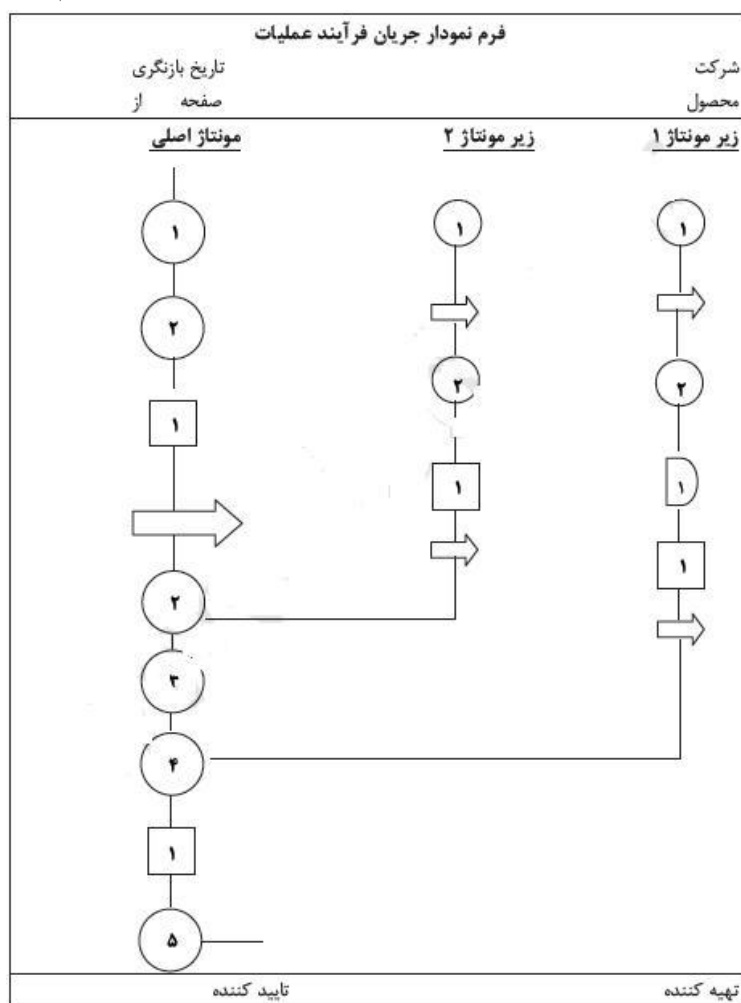 فرم نمودار جریان فرآیند عملیات
شرکت تاریخ بازنگری
محصول صفحه از
زیر مونتاژ ۱ زیر مونتاژ ۲ مونتاژ اصلی
۱ ۱ ۱
۲ ۲ ۲
۱ ۱ ۱
۱ ۲
۳
۴
۱
۵
تهیه کننده تایید کننده